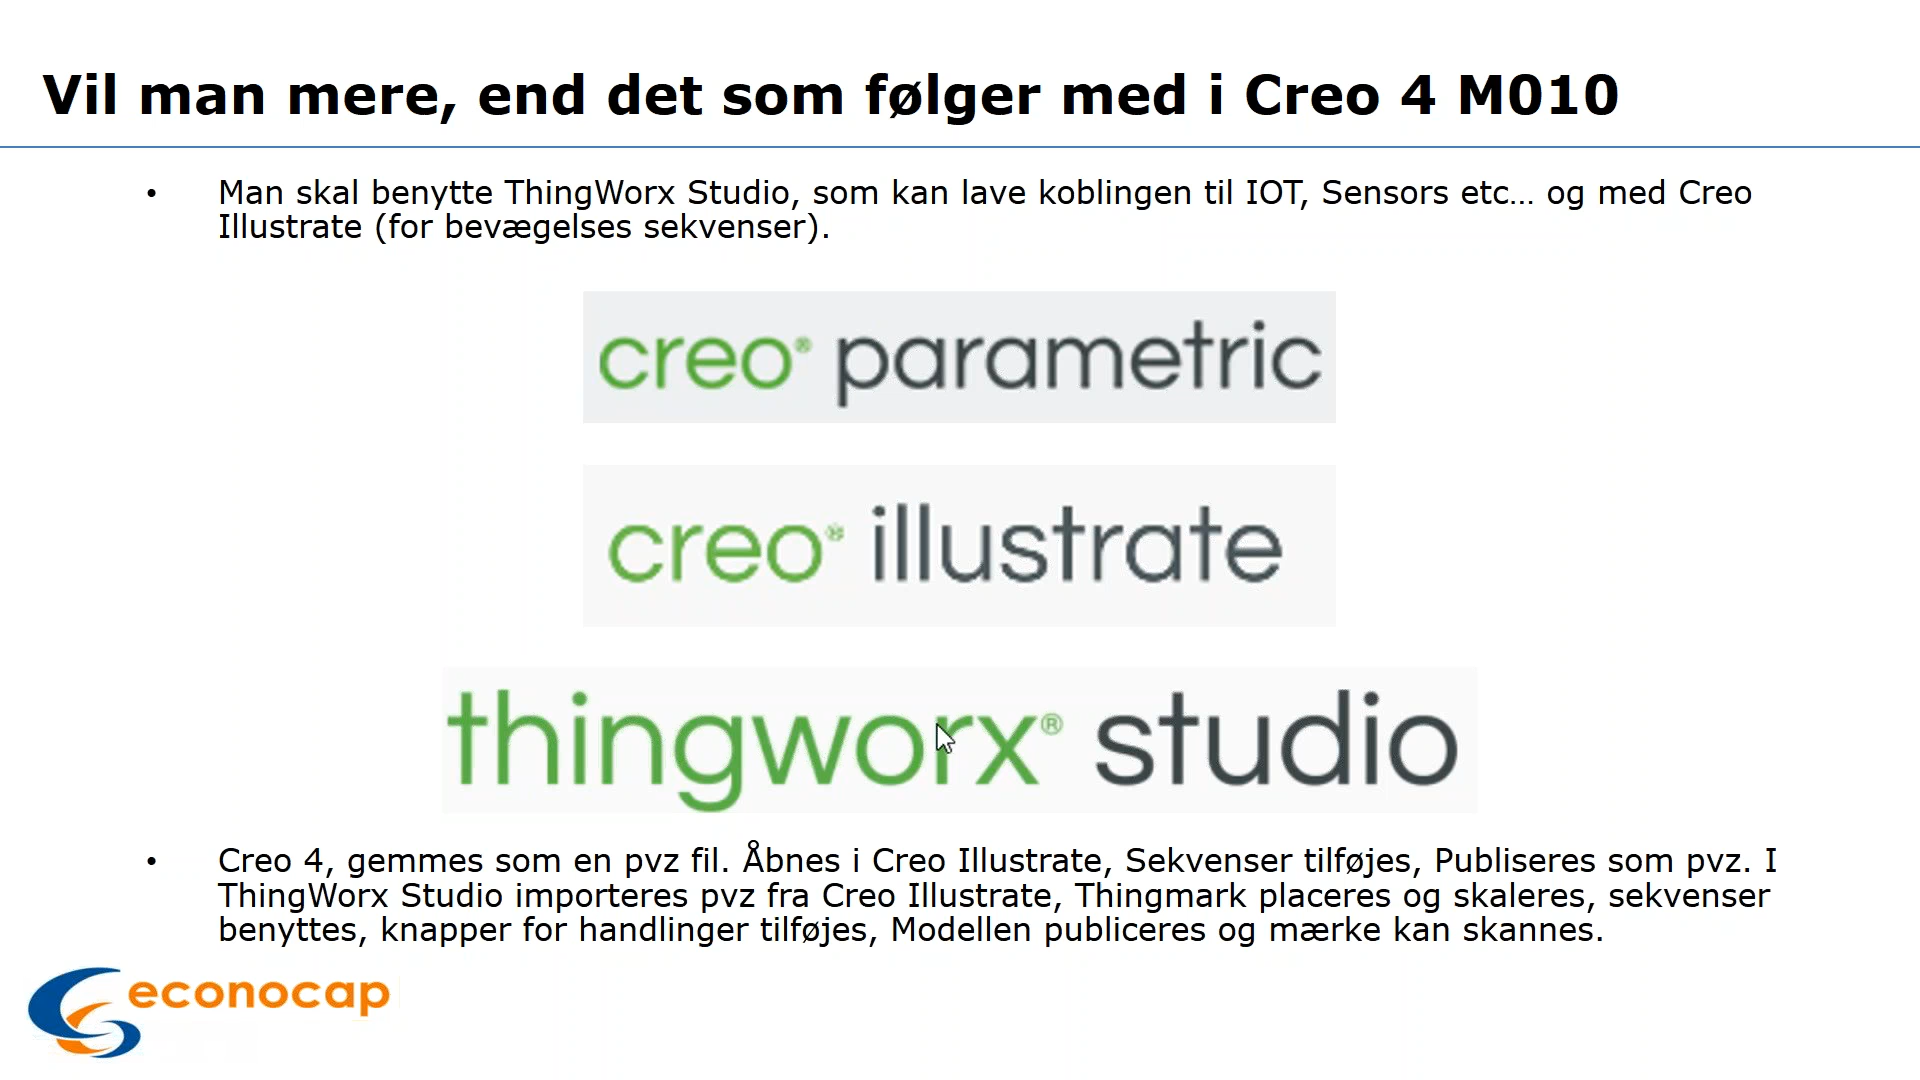 Vil man mere, end det som følger med i Creo 4 M010
• Man skal benytte ThingWorx Studio, som kan lave koblingen til IOT, Sensors etc… og med Creo
Illustrate (for bevægelses sekvenser).
creo® parametric
creo® illustrate
thingworx® studio
• Creo 4, gemmes som en pvz fil. Åbnes i Creo Illustrate, Sekvenser tilføjes, Publiseres som pvz. I
ThingWorx Studio importeres pvz fra Creo Illustrate, Thingmark placeres og skaleres, sekvenser
benyttes, knapper for handlinger tilføjes, Modellen publiceres og mærke kan skannes.
econocap